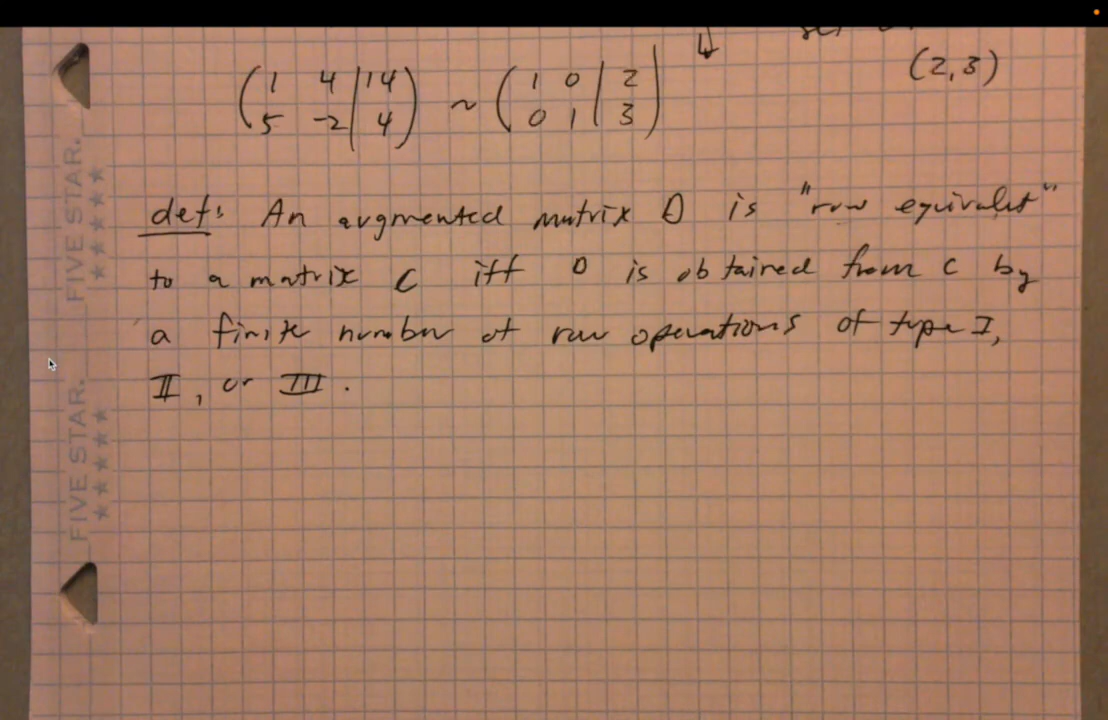 (2,3)
( 1 4 | 14 ) ~ ( 1 0 | 2 )
( 5 -2 | 4 ) ( 0 1 | 3 )
def: An augmented matrix D is "row equivalent"
to a matrix C iff D is obtained from C by
a finite number of row operations of type I,
II, or III.
FIVE STAR.
FIVE STAR.